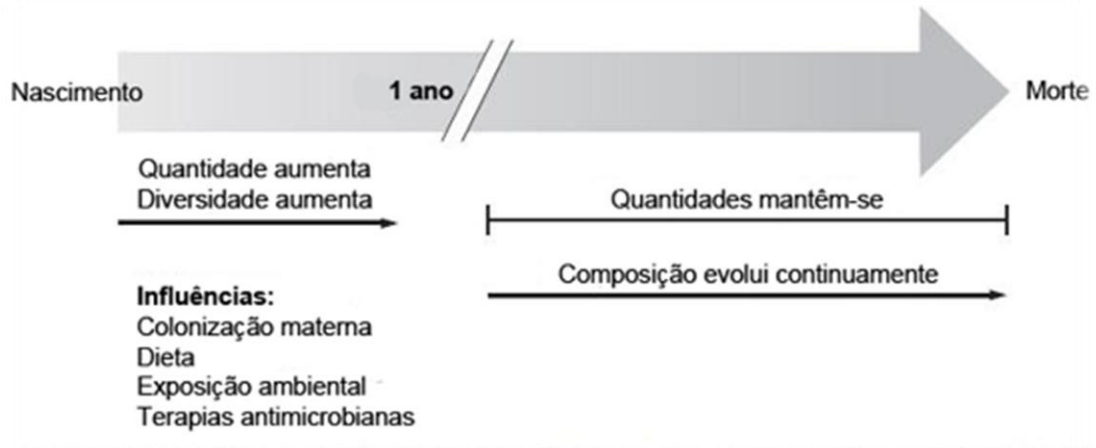 Nascimento
1 ano
Morte
Quantidade aumenta
Diversidade aumenta
Quantidades mantêm-se
Composição evolui continuamente
Influências:
Colonização materna
Dieta
Exposição ambiental
Terapias antimicrobianas